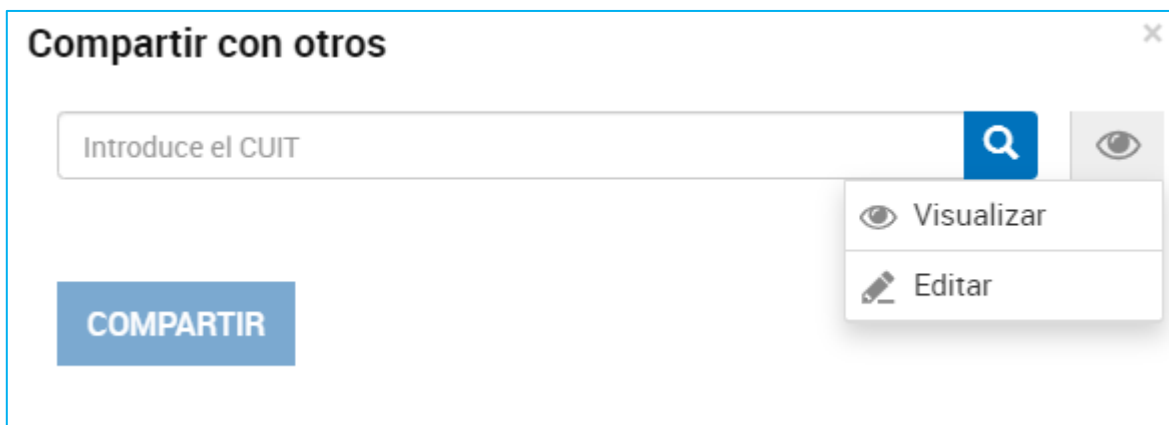 Compartir con otros
×
Introduce el CUIT
Visualizar
Editar
COMPARTIR